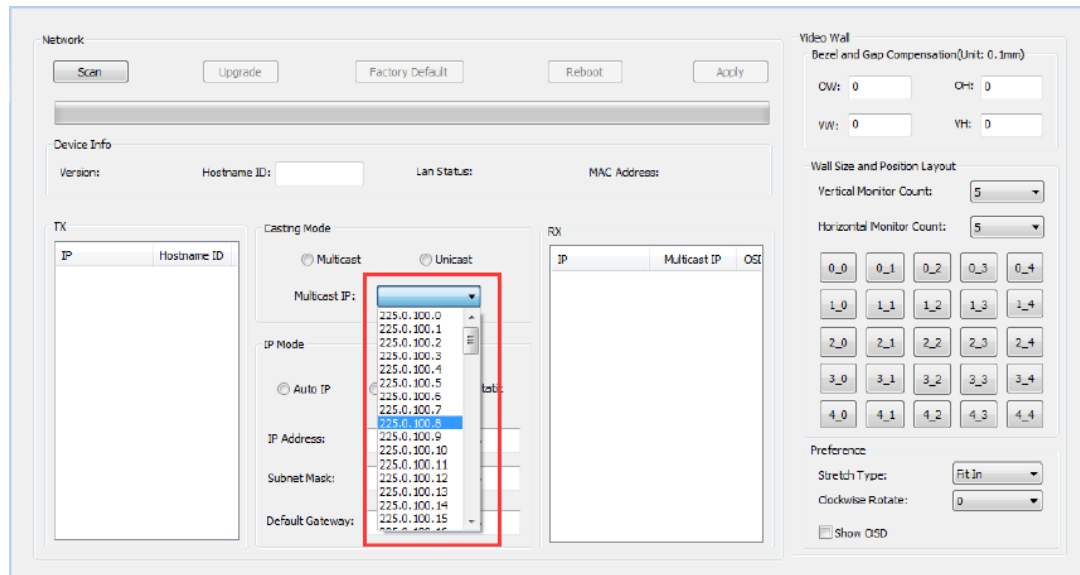 Network
Scan Upgrade Factory Default Reboot Apply
Device Info
Version: Hostname ID: Lan Status: MAC Address:
TX
IP Hostname ID
Casting Mode
Multicast Unicast
Multicast IP:
225.0.100.0
225.0.100.1
225.0.100.2
225.0.100.3
225.0.100.4
225.0.100.5
225.0.100.6
225.0.100.7
225.0.100.8
225.0.100.9
225.0.100.10
225.0.100.11
225.0.100.12
225.0.100.13
225.0.100.14
225.0.100.15
IP Mode
Auto IP
IP Address:
Subnet Mask:
Default Gateway:
RX
IP Multicast IP OSI
Video Wall
Bezel and Gap Compensation(Unit: 0.1mm)
OW: 0 OH: 0
VW: 0 VH: 0
Wall Size and Position Layout
Vertical Monitor Count: 5
Horizontal Monitor Count: 5
0_0 0_1 0_2 0_3 0_4
1_0 1_1 1_2 1_3 1_4
2_0 2_1 2_2 2_3 2_4
3_0 3_1 3_2 3_3 3_4
4_0 4_1 4_2 4_3 4_4
Preference
Stretch Type: Fit In
Clockwise Rotate: 0
Show OSD